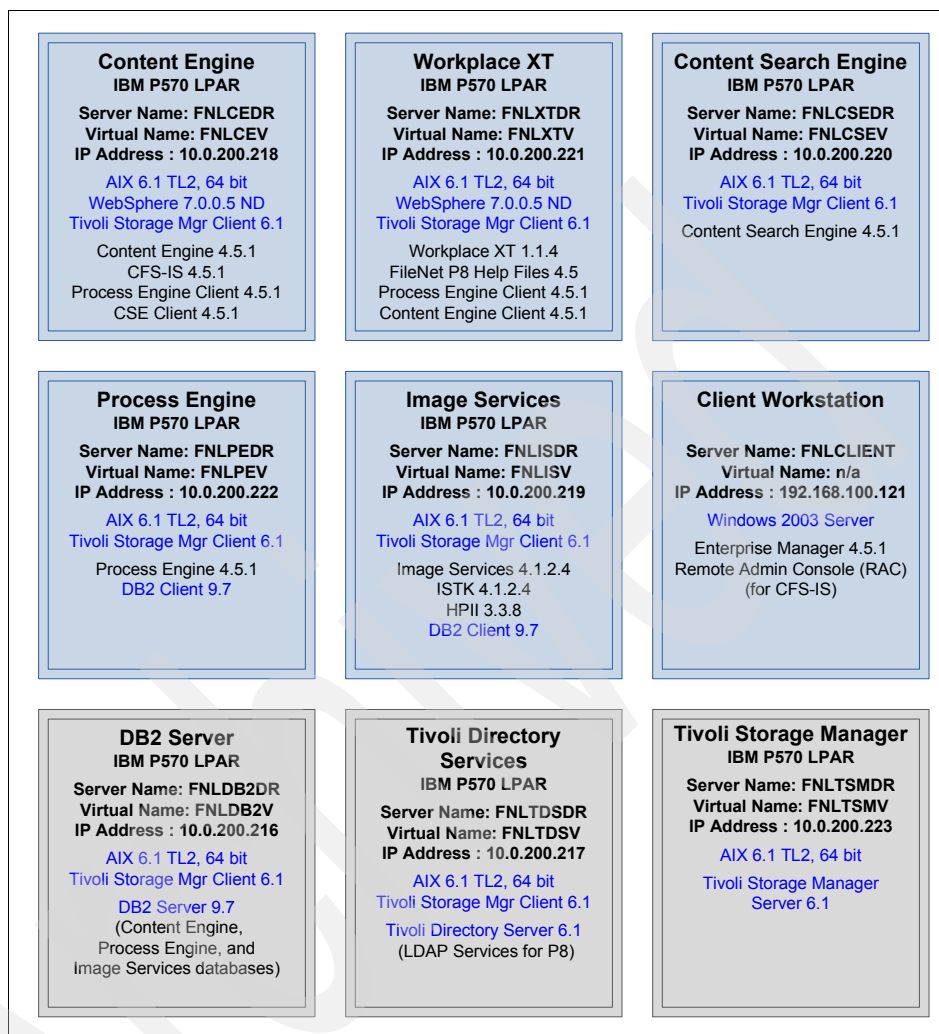 Content Engine
IBM P570 LPAR
Server Name: FNLCEDR
Virtual Name: FNLCEV
IP Address : 10.0.200.218
AIX 6.1 TL2, 64 bit
WebSphere 7.0.0.5 ND
Tivoli Storage Mgr Client 6.1
Content Engine 4.5.1
CFS-IS 4.5.1
Process Engine Client 4.5.1
CSE Client 4.5.1
Workplace XT
IBM P570 LPAR
Server Name: FNLXTDR
Virtual Name: FNLXTV
IP Address : 10.0.200.221
AIX 6.1 TL2, 64 bit
WebSphere 7.0.0.5 ND
Tivoli Storage Mgr Client 6.1
Workplace XT 1.1.4
FileNet P8 Help Files 4.5
Process Engine Client 4.5.1
Content Engine Client 4.5.1
Content Search Engine
IBM P570 LPAR
Server Name: FNLCSEDR
Virtual Name: FNLCSEV
IP Address : 10.0.200.220
AIX 6.1 TL2, 64 bit
Tivoli Storage Mgr Client 6.1
Content Search Engine 4.5.1
Process Engine
IBM P570 LPAR
Server Name: FNLPEDR
Virtual Name: FNLPEV
IP Address : 10.0.200.222
AIX 6.1 TL2, 64 bit
Tivoli Storage Mgr Client 6.1
Process Engine 4.5.1
DB2 Client 9.7
Image Services
IBM P570 LPAR
Server Name: FNLISDR
Virtual Name: FNLISV
IP Address : 10.0.200.219
AIX 6.1 TL2, 64 bit
Tivoli Storage Mgr Client 6.1
Image Services 4.1.2.4
ISTK 4.1.2.4
HPII 3.3.8
DB2 Client 9.7
Client Workstation
Server Name: FNLCLIENT
Virtual Name: n/a
IP Address : 192.168.100.121
Windows 2003 Server
Enterprise Manager 4.5.1
Remote Admin Console (RAC)
(for CFS-IS)
DB2 Server
IBM P570 LPAR
Server Name: FNLDB2DR
Virtual Name: FNLDB2V
IP Address : 10.0.200.216
AIX 6.1 TL2, 64 bit
Tivoli Storage Mgr Client 6.1
DB2 Server 9.7
(Content Engine,
Process Engine, and
Image Services databases)
Tivoli Directory
Services
IBM P570 LPAR
Server Name: FNLTDSDR
Virtual Name: FNLTDSV
IP Address : 10.0.200.217
AIX 6.1 TL2, 64 bit
Tivoli Storage Mgr Client 6.1
Tivoli Directory Server 6.1
(LDAP Services for P8)
Tivoli Storage Manager
IBM P570 LPAR
Server Name: FNLTSMDR
Virtual Name: FNLTSMV
IP Address : 10.0.200.223
AIX 6.1 TL2, 64 bit
Tivoli Storage Manager
Server 6.1